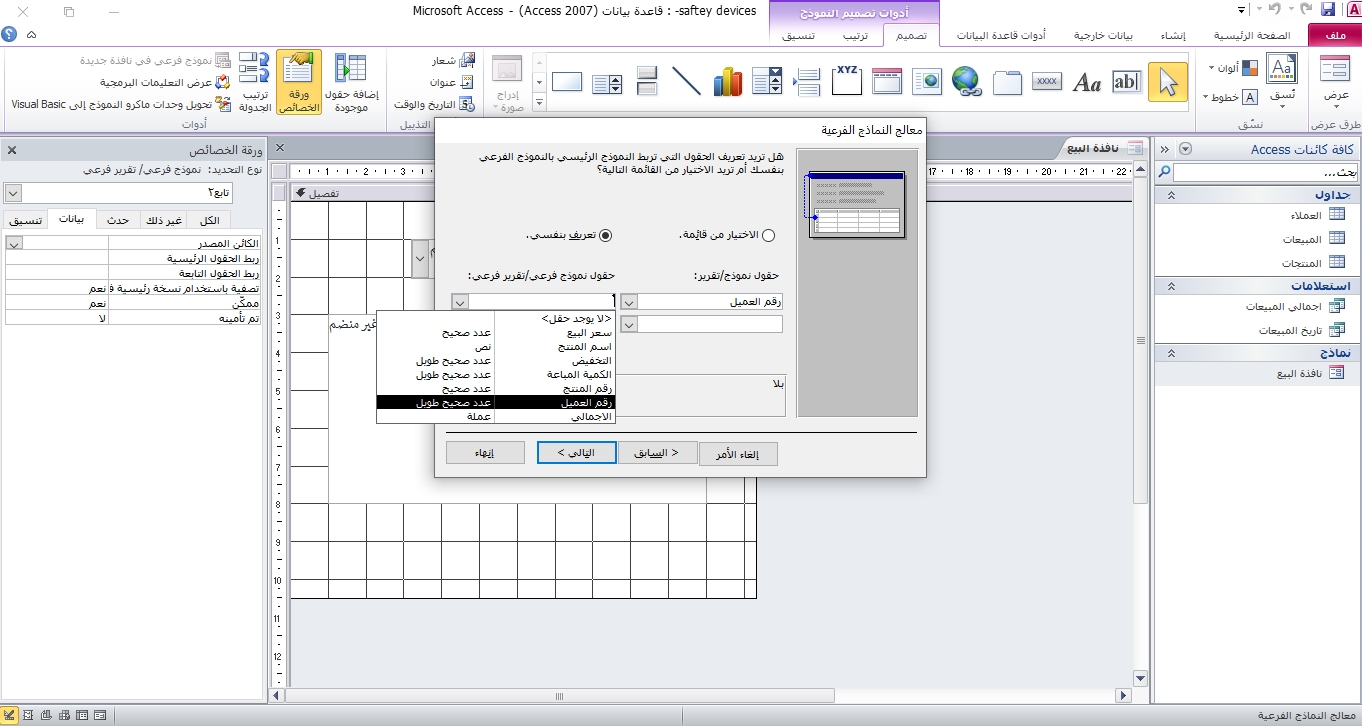 saftey devices- : قاعدة بيانات (Access 2007) - Microsoft Access
أدوات تصميم النموذج
ملف
الصفحة الرئيسية
إنشاء
بيانات خارجية
أدوات قاعدة البيانات
تصميم
ترتيب
تنسيق
عرض
طرق عرض
نُسق
ألوان
خطوط
نسّق
Aa
ab
Aa
xxxx
XYZ
إدراج صورة
شعار
عنوان
التاريخ والوقت
التذييل
إضافة حقول موجودة
ورقة الخصائص
ترتيب الجدولة
نموذج فرعي في نافذة جديدة
عرض التعليمات البرمجية
تحويل وحدات ماكرو النموذج إلى Visual Basic
أدوات
كافة كائنات Access
بحث...
جداول
العملاء
المبيعات
المنتجات
استعلامات
اجمالي المبيعات
تاريخ المبيعات
نماذج
نافذة البيع
نافذة البيع
تفصيل
غير منضم
معالج النماذج الفرعية
هل تريد تعريف الحقول التي تربط النموذج الرئيسي بالنموذج الفرعي
بنفسك أم تريد الاختيار من القائمة التالية؟
الاختيار من قائمة.
تعريف بنفسي.
حقول نموذج/تقرير:
حقول نموذج فرعي/تقرير فرعي:
رقم العميل
<لا يوجد حقل>
سعر البيع عدد صحيح
اسم المنتج نص
التخفيض عدد صحيح طويل
الكمية المباعة عدد صحيح طويل
رقم المنتج عدد صحيح
رقم العميل عدد صحيح طويل
الاجمالي عملة
بلا
إلغاء الأمر
< السابق
التالي >
إنهاء
ورقة الخصائص
نوع التحديد: نموذج فرعي/ تقرير فرعي
تابع٢
الكل
غير ذلك
حدث
بيانات
تنسيق
الكائن المصدر
ربط الحقول الرئيسية
ربط الحقول التابعة
تصفية باستخدام نسخة رئيسية ف نعم
ممكّن نعم
تم تأمينه لا
معالج النماذج الفرعية